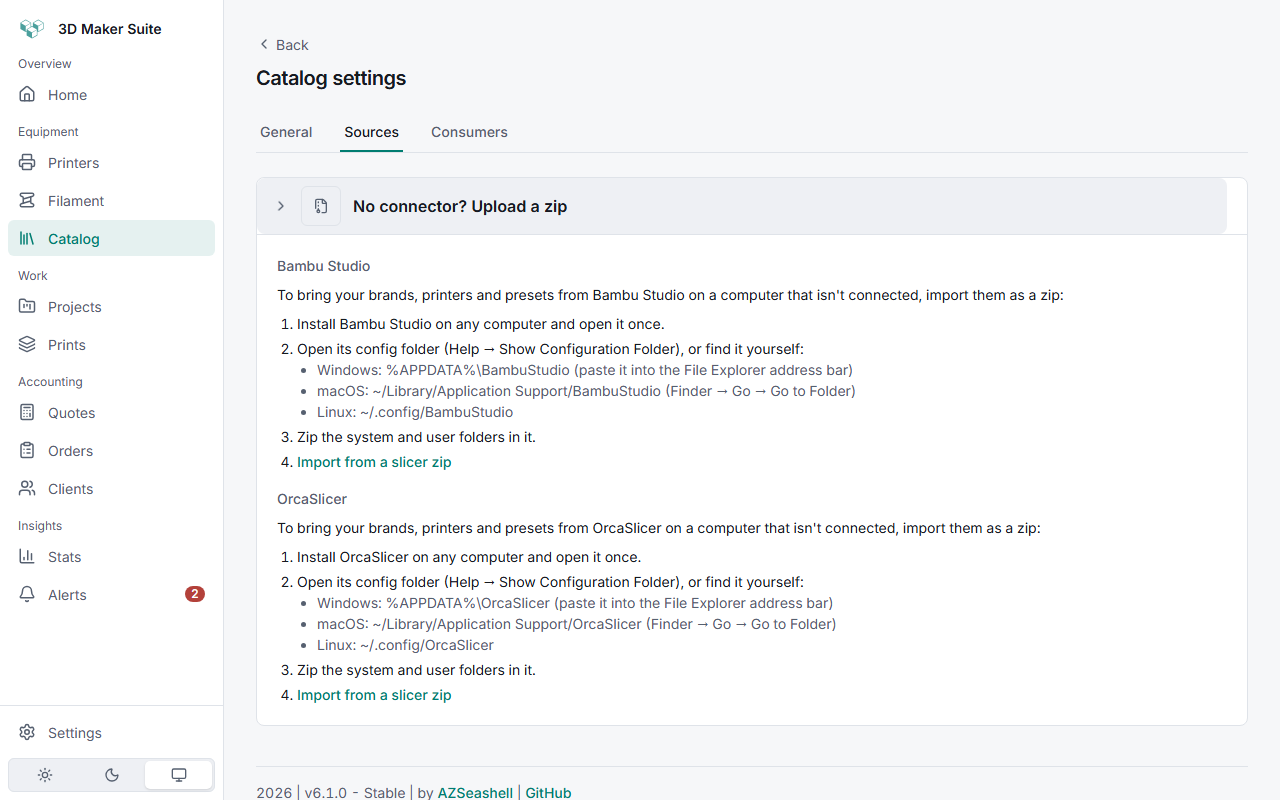 3D Maker Suite
Overview
Home
Equipment
Printers
Filament
Catalog
Work
Projects
Prints
Accounting
Quotes
Orders
Clients
Insights
Stats
Alerts 2
Settings
Back
Catalog settings
General Sources Consumers
No connector? Upload a zip
Bambu Studio
To bring your brands, printers and presets from Bambu Studio on a computer that isn't connected, import them as a zip:
1. Install Bambu Studio on any computer and open it once.
2. Open its config folder (Help → Show Configuration Folder), or find it yourself:
• Windows: %APPDATA%\BambuStudio (paste it into the File Explorer address bar)
• macOS: ~/Library/Application Support/BambuStudio (Finder → Go → Go to Folder)
• Linux: ~/.config/BambuStudio
3. Zip the system and user folders in it.
4. Import from a slicer zip
OrcaSlicer
To bring your brands, printers and presets from OrcaSlicer on a computer that isn't connected, import them as a zip:
1. Install OrcaSlicer on any computer and open it once.
2. Open its config folder (Help → Show Configuration Folder), or find it yourself:
• Windows: %APPDATA%\OrcaSlicer (paste it into the File Explorer address bar)
• macOS: ~/Library/Application Support/OrcaSlicer (Finder → Go → Go to Folder)
• Linux: ~/.config/OrcaSlicer
3. Zip the system and user folders in it.
4. Import from a slicer zip
2026 | v6.1.0 - Stable | by AZSeashell | GitHub